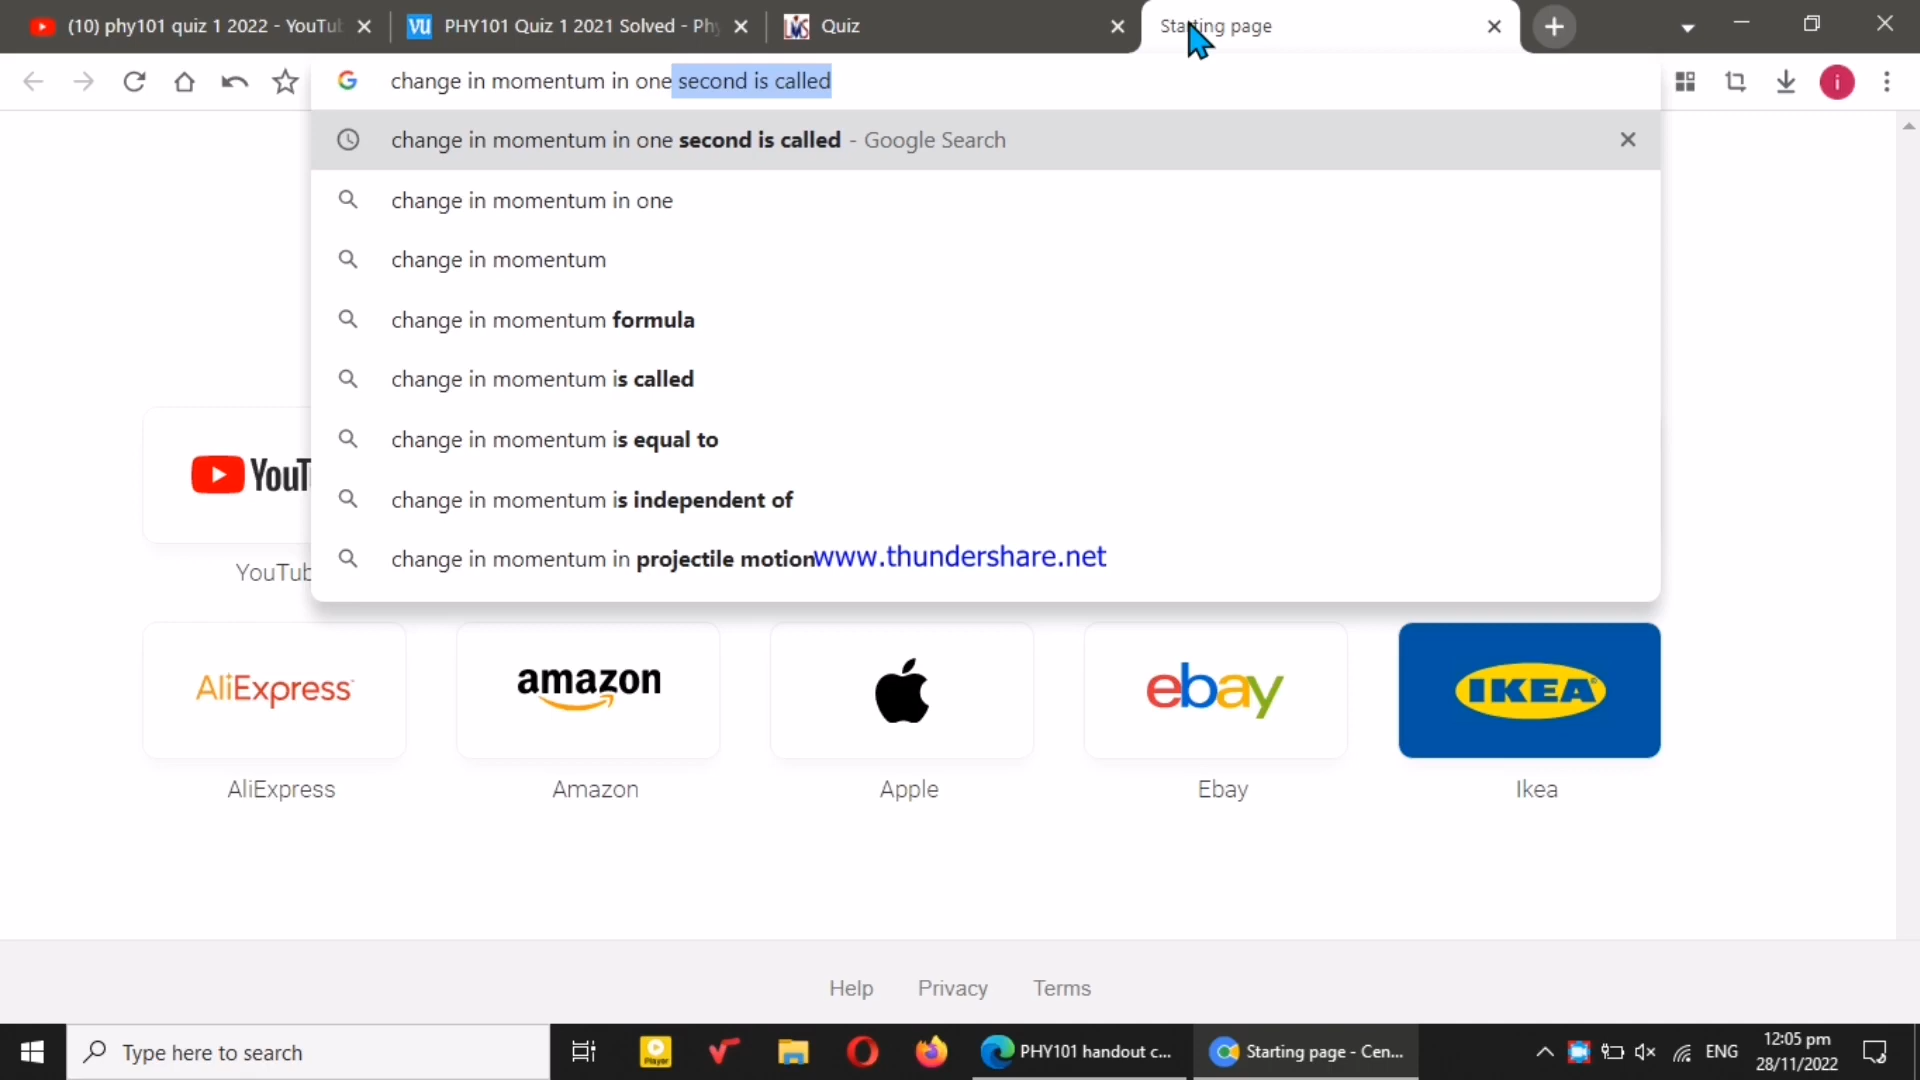 (10) phy101 quiz 1 2022 - YouTu
VU PHY101 Quiz 1 2021 Solved - Ph
LMS Quiz
Starting page
change in momentum in one second is called
i
change in momentum in one second is called - Google Search
change in momentum in one
change in momentum
change in momentum formula
change in momentum is called
change in momentum is equal to
change in momentum is independent of
change in momentum in projectile motion
www.thundershare.net
YouT
YouTub
AliExpress
amazon
ebay
IKEA
AliExpress
Amazon
Apple
Ebay
Ikea
Help
Privacy
Terms
Type here to search
Player
PHY101 handout c...
Starting page - Cen...
ENG
12:05 pm
28/11/2022